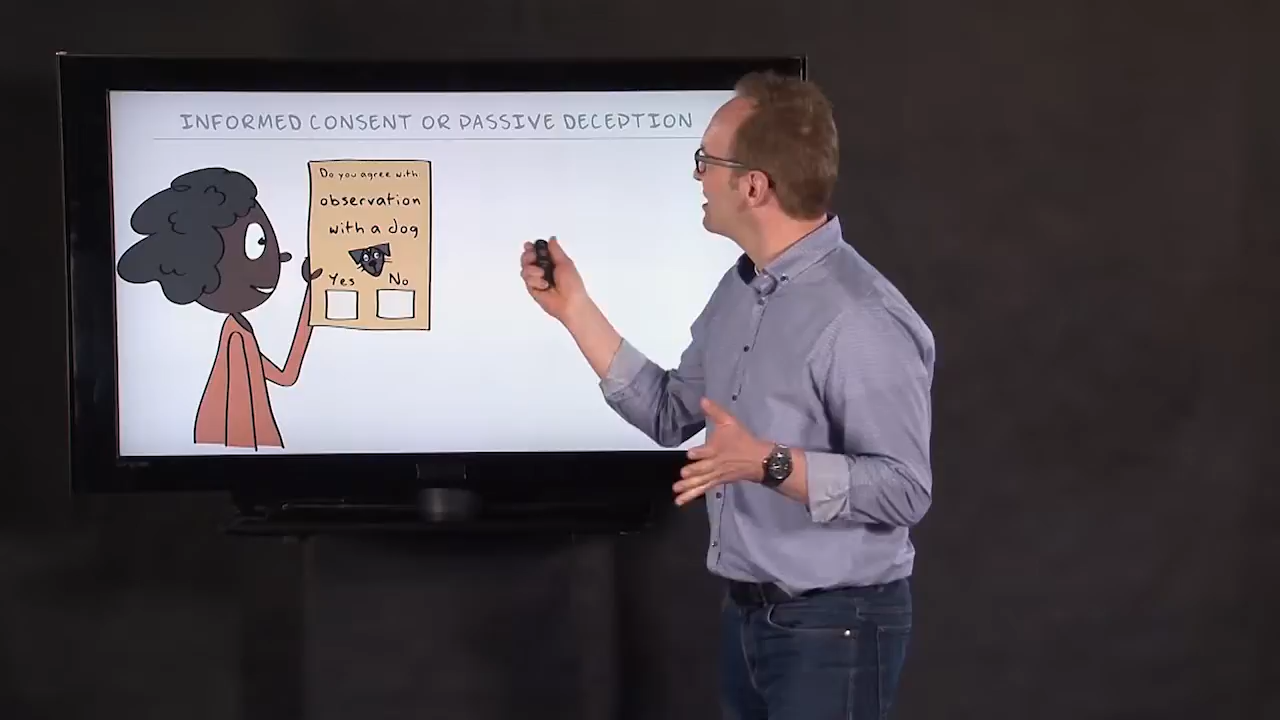 INFORMED CONSENT OR PASSIVE DECEPTION
Do you agree with
observation
with a dog
Yes No